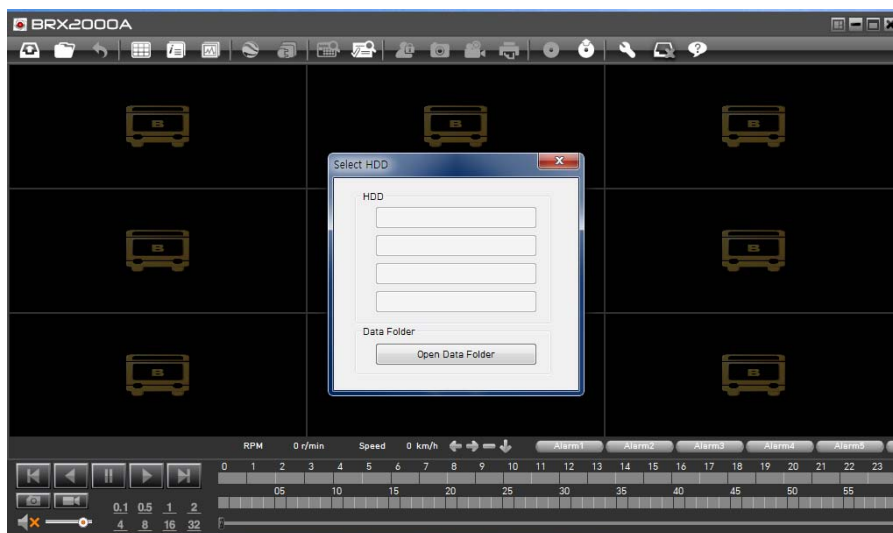 BRX2000A
B B B
Select HDD
HDD
B B
Data Folder
Open Data Folder
B B
RPM 0 r/min Speed 0 km/h Alarm1 Alarm2 Alarm3 Alarm4 Alarm5
0 1 2 3 4 5 6 7 8 9 10 11 12 13 14 15 16 17 18 19 20 21 22 23
05 10 15 20 25 30 35 40 45 50 55
0.1 0.5 1 2
4 8 16 32